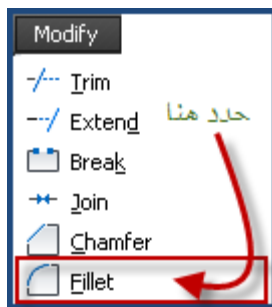 Modify
Trim
Extend
حدد هنا
Break
Join
Chamfer
Fillet